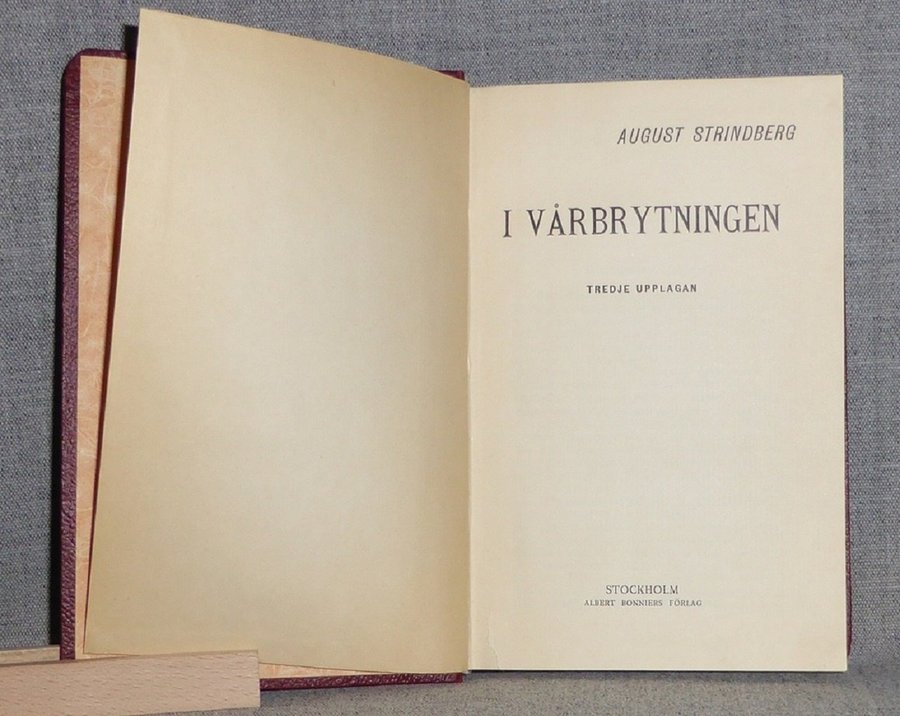 AUGUST STRINDBERG
I VÅRBRYTNINGEN
TREDJE UPPLAGAN
STOCKHOLM
ALBERT BONNIERS FÖRLAG